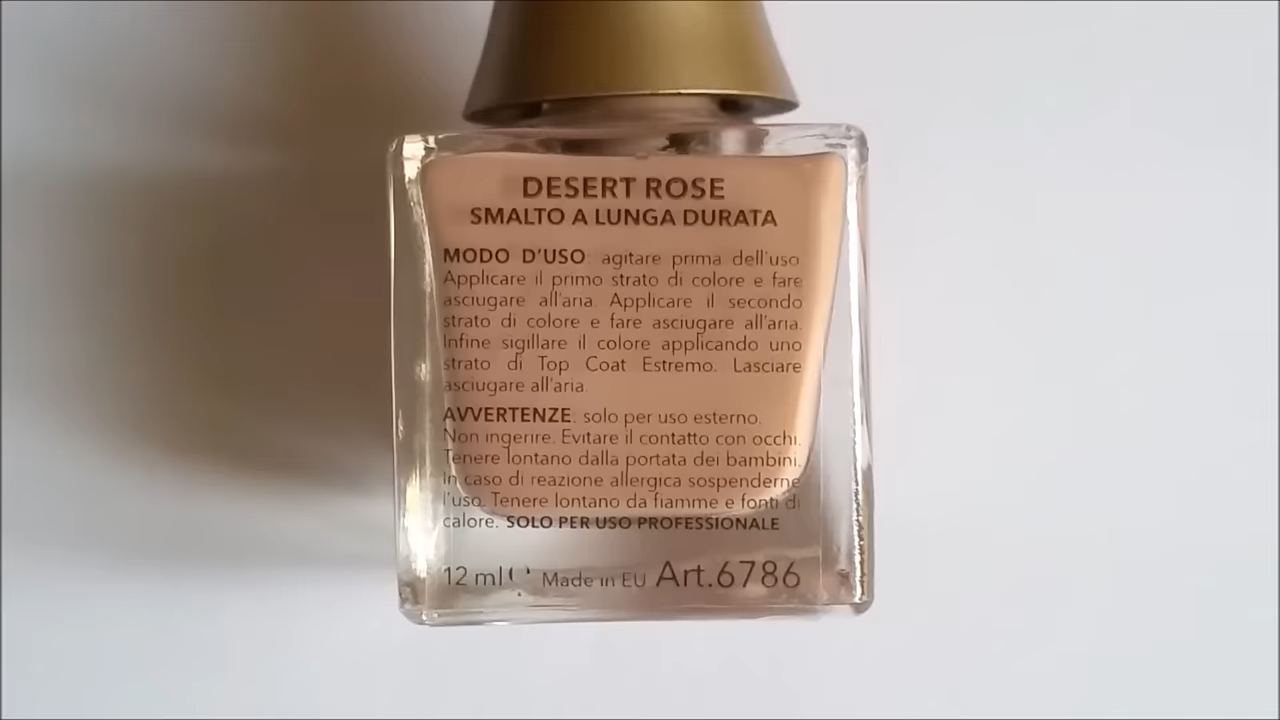 DESERT ROSE
SMALTO A LUNGA DURATA
MODO D'USO: agitare prima dell'uso
Applicare il primo strato di colore e fare
asciugare all'aria. Applicare il secondo
strato di colore e fare asciugare all'aria.
Infine sigillare il colore applicando uno
strato di Top Coat Estremo. Lasciare
asciugare all'aria.
AVVERTENZE: solo per uso esterno.
Non ingerire. Evitare il contatto con occhi.
Tenere lontano dalla portata dei bambini.
In caso di reazione allergica sospenderne
l'uso. Tenere lontano da fiamme e fonti di
calore. SOLO PER USO PROFESSIONALE
12 ml Made in EU Art.6786